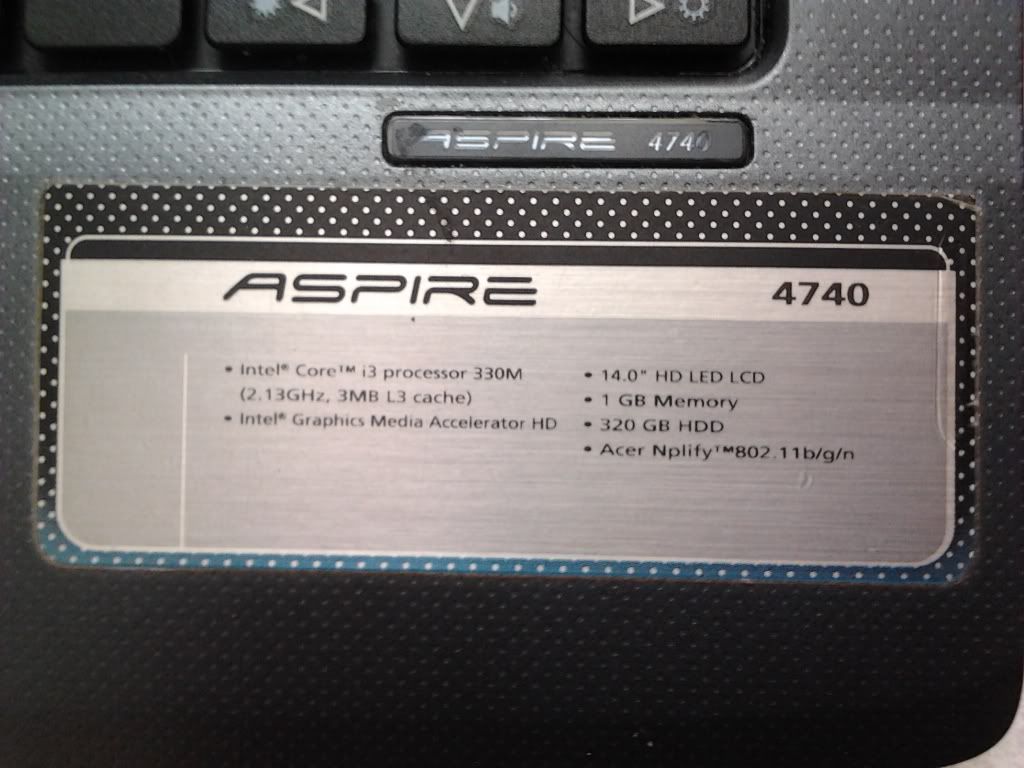 ASPIRE 4740
ASPIRE 4740
• Intel® Core™ i3 processor 330M
(2.13GHz, 3MB L3 cache)
• Intel® Graphics Media Accelerator HD
• 14.0" HD LED LCD
• 1 GB Memory
• 320 GB HDD
• Acer Nplify™802.11b/g/n